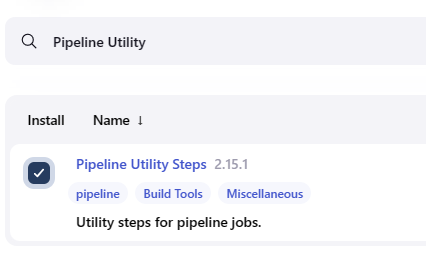 Pipeline Utility
Install Name ↓
Pipeline Utility Steps 2.15.1
pipeline Build Tools Miscellaneous
Utility steps for pipeline jobs.